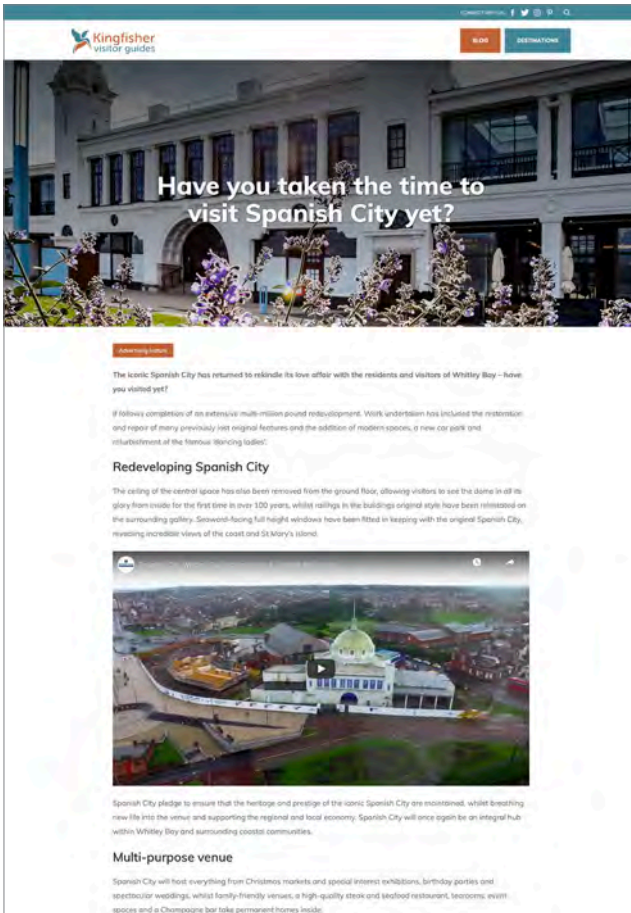 CONNECT WITH US:
Kingfisher
visitor guides
BLOG
DESTINATIONS
Have you taken the time to
visit Spanish City yet?
Advertising feature
The iconic Spanish City has returned to rekindle its love affair with the residents and visitors of Whitley Bay – have
you visited yet?
It follows completion of an extensive multi-million pound redevelopment. Work undertaken has included the restoration
and repair of many previously lost original features and the addition of modern spaces, a new car park and
refurbishment of the famous 'dancing ladies'.
Redeveloping Spanish City
The ceiling of the central space has also been removed from the ground floor, allowing visitors to see the dome in all its
glory from inside for the first time in over 100 years, whilst railings in the buildings original style have been reinstated on
the surrounding gallery. Seaward-facing full height windows have been fitted in keeping with the original Spanish City,
revealing incredible views of the coast and St Mary's Island.
Spanish City pledge to ensure that the heritage and prestige of the iconic Spanish City are maintained, whilst breathing
new life into the venue and supporting the regional and local economy. Spanish City will once again be an integral hub
within Whitley Bay and surrounding coastal communities.
Multi-purpose venue
Spanish City will host everything from Christmas markets and special interest exhibitions, birthday parties and
spectacular weddings, whilst family-friendly venues, a high-quality steak and seafood restaurant, tearooms, event
spaces and a Champagne bar take permanent homes inside.